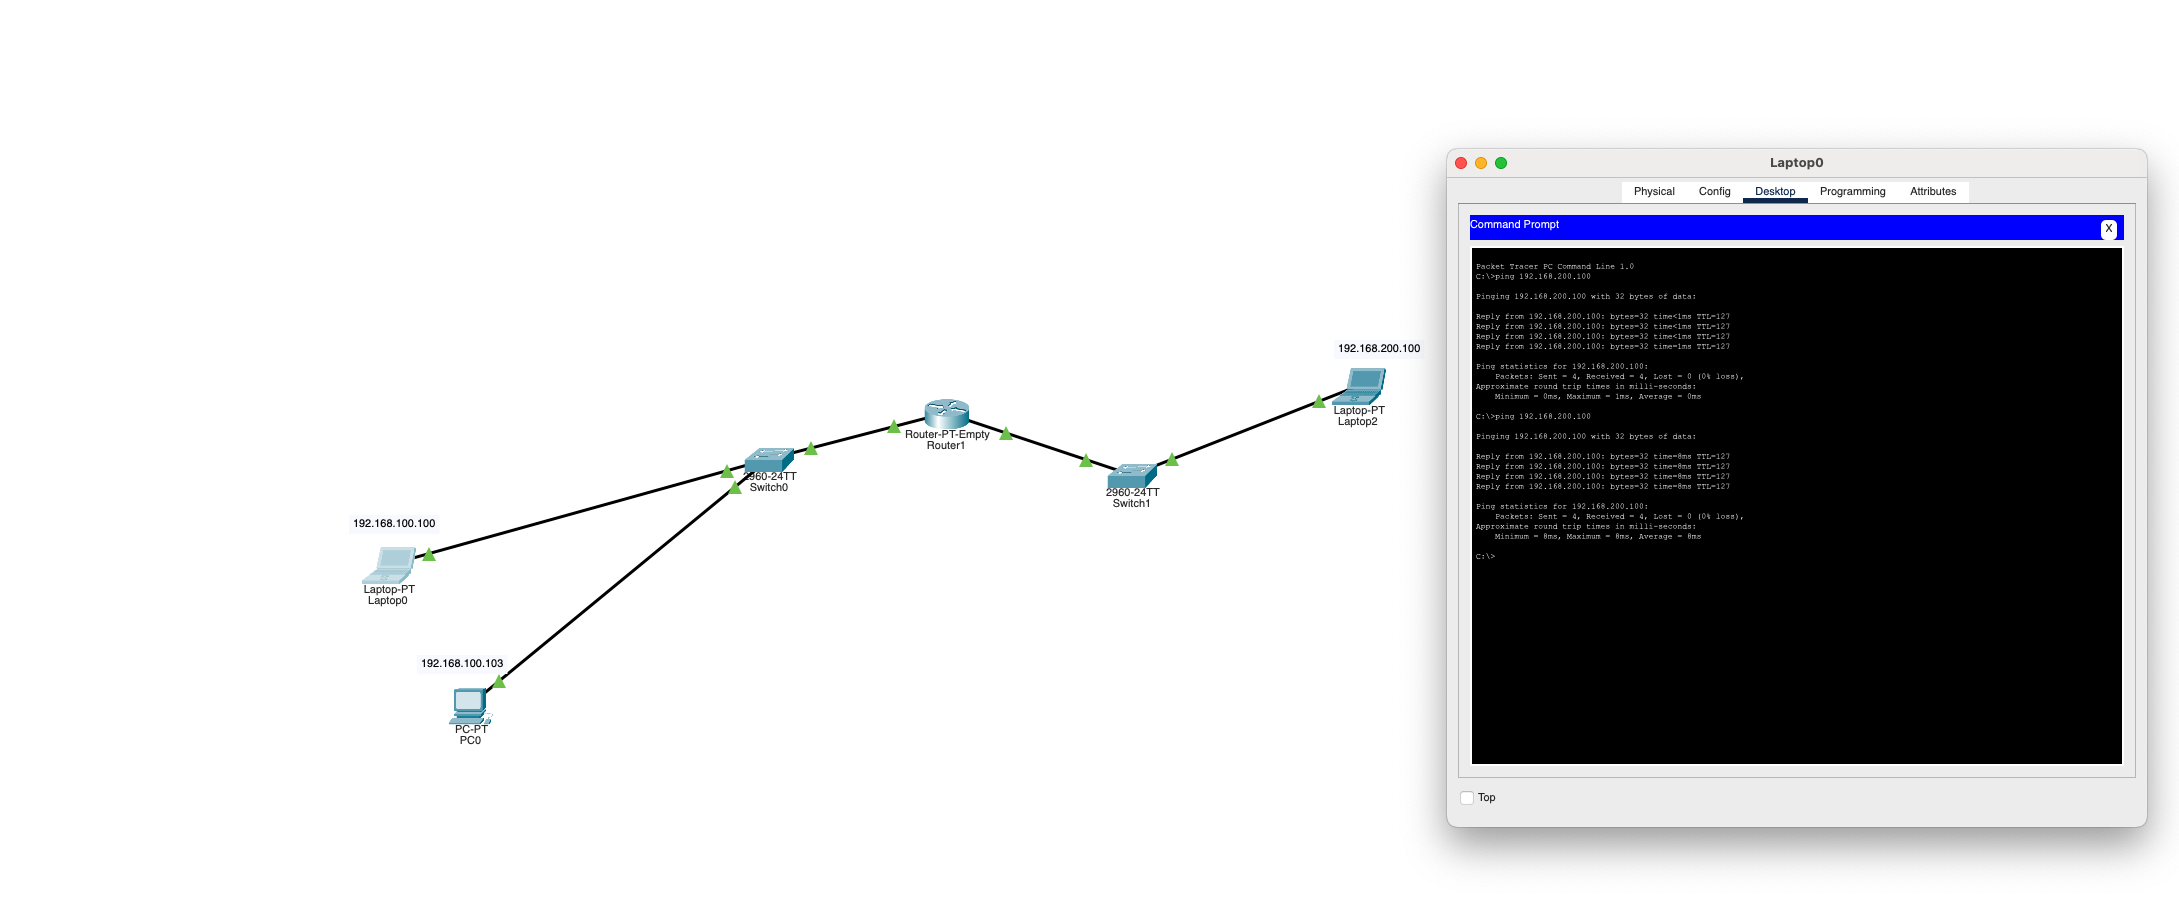 192.168.100.100
Laptop-PT
Laptop0
192.168.100.103
PC-PT
PC0
2960-24TT
Switch0
Router-PT-Empty
Router1
2960-24TT
Switch1
192.168.200.100
Laptop-PT
Laptop2
Laptop0
Physical Config Desktop Programming Attributes
Command Prompt
X
Packet Tracer PC Command Line 1.0
C:\>ping 192.168.200.100
Pinging 192.168.200.100 with 32 bytes of data:
Reply from 192.168.200.100: bytes=32 time<1ms TTL=127
Reply from 192.168.200.100: bytes=32 time<1ms TTL=127
Reply from 192.168.200.100: bytes=32 time<1ms TTL=127
Reply from 192.168.200.100: bytes=32 time=1ms TTL=127
Ping statistics for 192.168.200.100:
Packets: Sent = 4, Received = 4, Lost = 0 (0% loss),
Approximate round trip times in milli-seconds:
Minimum = 0ms, Maximum = 1ms, Average = 0ms
C:\>ping 192.168.200.100
Pinging 192.168.200.100 with 32 bytes of data:
Reply from 192.168.200.100: bytes=32 time=8ms TTL=127
Reply from 192.168.200.100: bytes=32 time=8ms TTL=127
Reply from 192.168.200.100: bytes=32 time=8ms TTL=127
Reply from 192.168.200.100: bytes=32 time=8ms TTL=127
Ping statistics for 192.168.200.100:
Packets: Sent = 4, Received = 4, Lost = 0 (0% loss),
Approximate round trip times in milli-seconds:
Minimum = 8ms, Maximum = 8ms, Average = 8ms
C:\>
Top